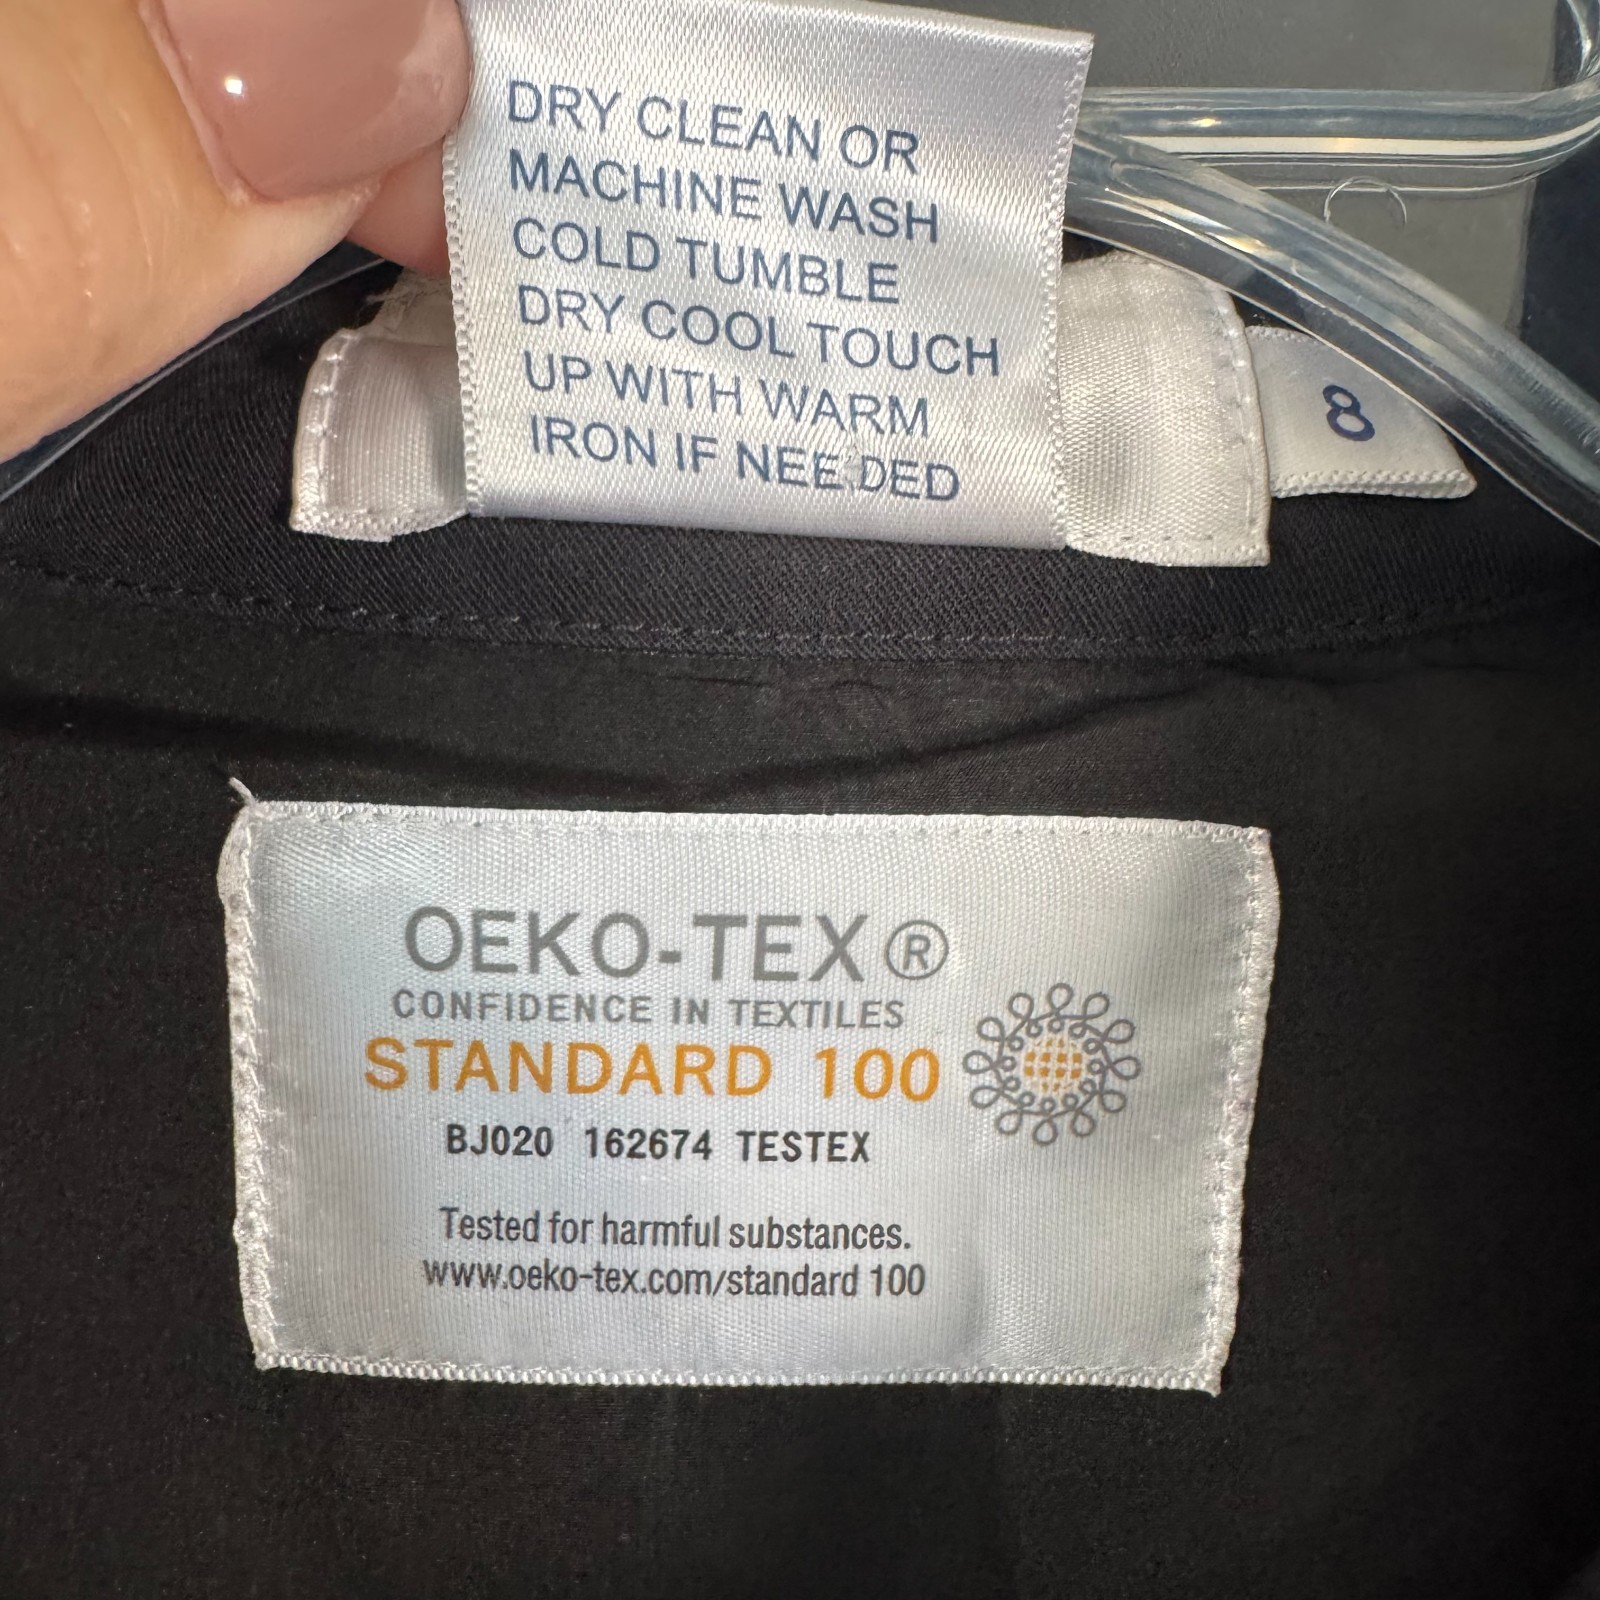 DRY CLEAN OR
MACHINE WASH
COLD TUMBLE
DRY COOL TOUCH
UP WITH WARM
IRON IF NEEDED
8
OEKO-TEX®
CONFIDENCE IN TEXTILES
STANDARD 100
BJ020 162674 TESTEX
Tested for harmful substances.
www.oeko-tex.com/standard 100